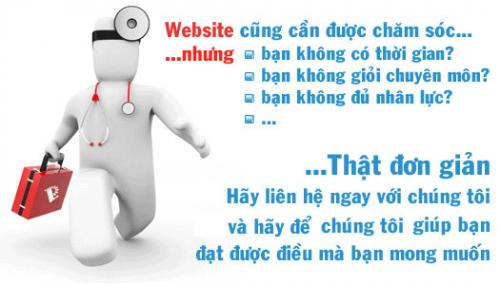 Website cũng cần được chăm sóc...
...nhưng
bạn không có thời gian?
bạn không giỏi chuyên môn?
bạn không đủ nhân lực?
...
...Thật đơn giản
Hãy liên hệ ngay với chúng tôi
và hãy để chúng tôi giúp bạn
đạt được điều mà bạn mong muốn